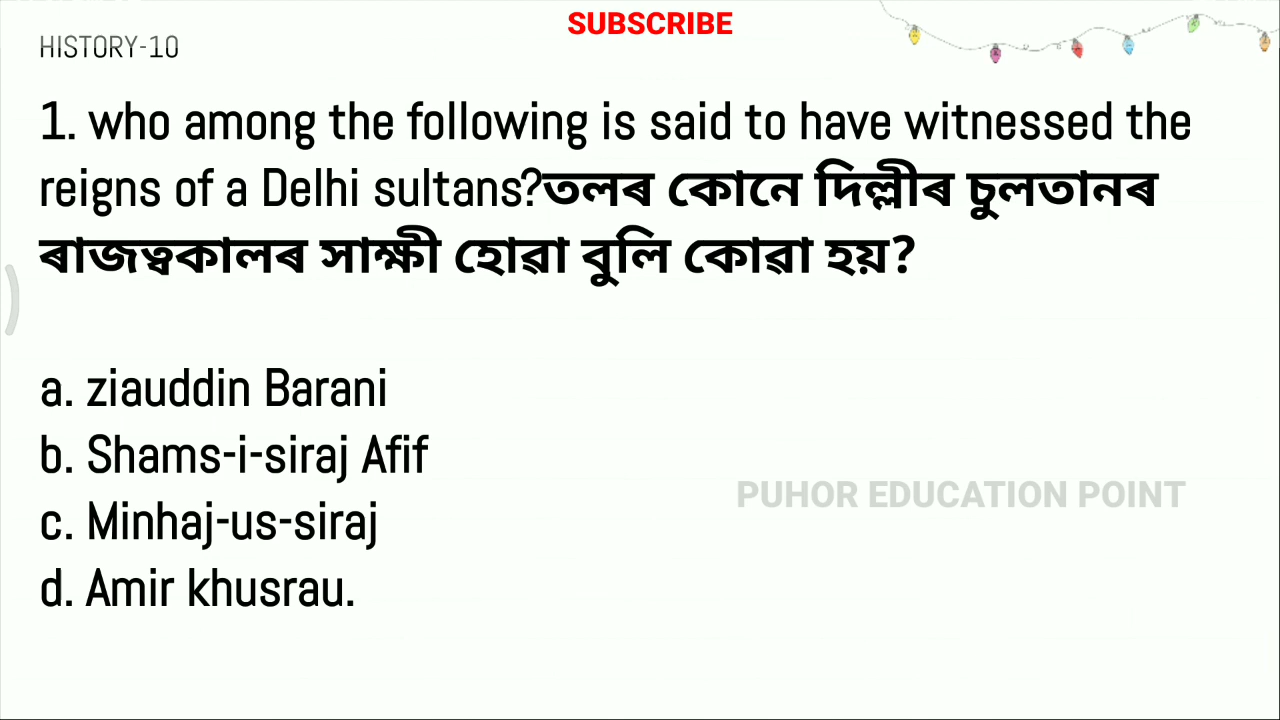 SUBSCRIBE
HISTORY-10
1. who among the following is said to have witnessed the
reigns of a Delhi sultans?তলৰ কোনে দিল্লীৰ চুলতানৰ
ৰাজত্বকালৰ সাক্ষী হোৱা বুলি কোৱা হয়?
a. ziauddin Barani
b. Shams-i-siraj Afif
c. Minhaj-us-siraj
d. Amir khusrau.
PUHOR EDUCATION POINT